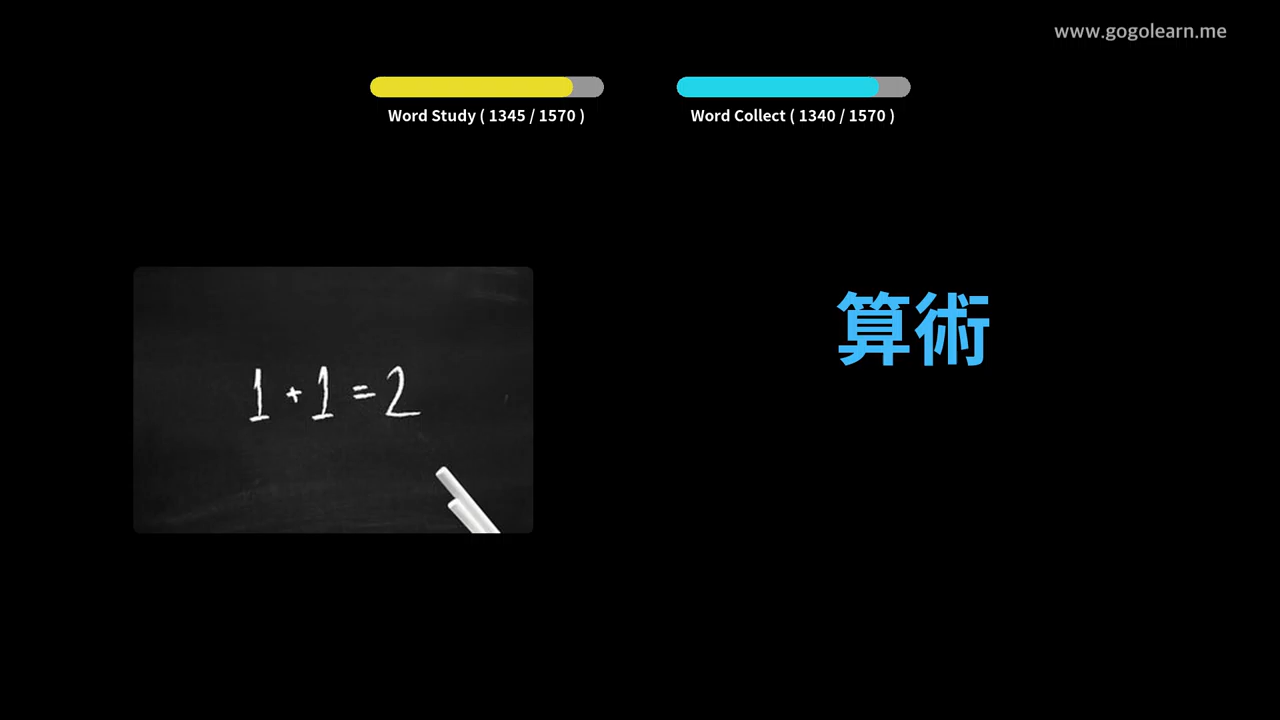 www.gogolearn.me
Word Study ( 1345 / 1570 )
Word Collect ( 1340 / 1570 )
算術
1 + 1 = 2